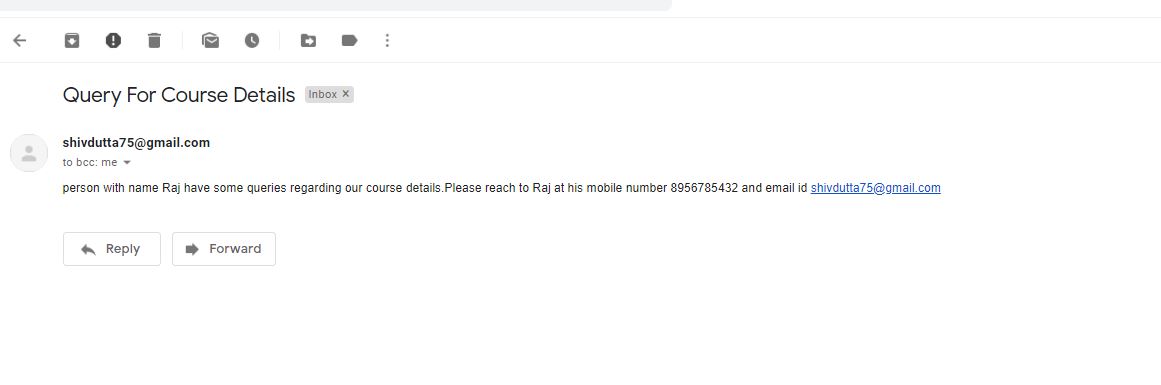 Query For Course Details Inbox ×
shivdutta75@gmail.com
to bcc: me
person with name Raj have some queries regarding our course details.Please reach to Raj at his mobile number 8956785432 and email id shivdutta75@gmail.com
Reply Forward